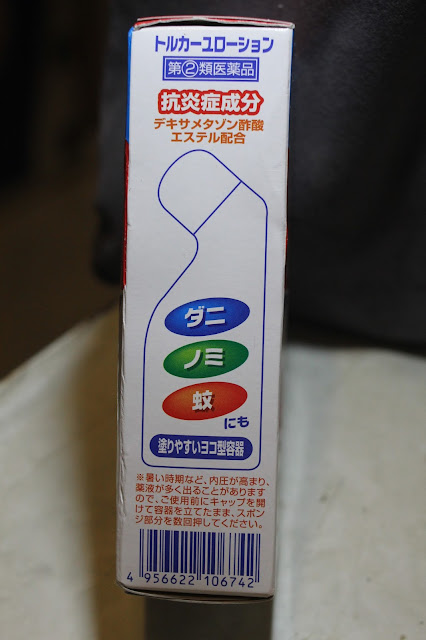 トルカーユローション
指②類医薬品
抗炎症成分
デキサメタゾン酢酸
エステル配合
ダニ
ノミ
蚊
にも
塗りやすいヨコ型容器
※暑い時期など、内圧が高まり、
薬液が多く出ることがあります
ので、ご使用前にキャップを開
けて容器を立てたまま、スポン
ジ部分を数回押してください。
4 956622 106742